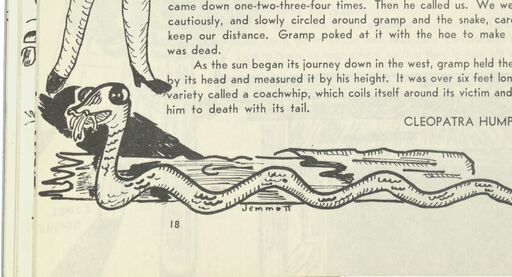 came down one-two-three-four times. Then he called us. We we
cautiously, and slowly circled around gramp and the snake, car
keep our distance. Gramp poked at it with the hoe to make
was dead.
As the sun began its journey down in the west, gramp held the
by its head and measured it by his height. It was over six feet lon
variety called a coachwhip, which coils itself around its victim and
him to death with its tail.
CLEOPATRA HUMP
Jemmott
18